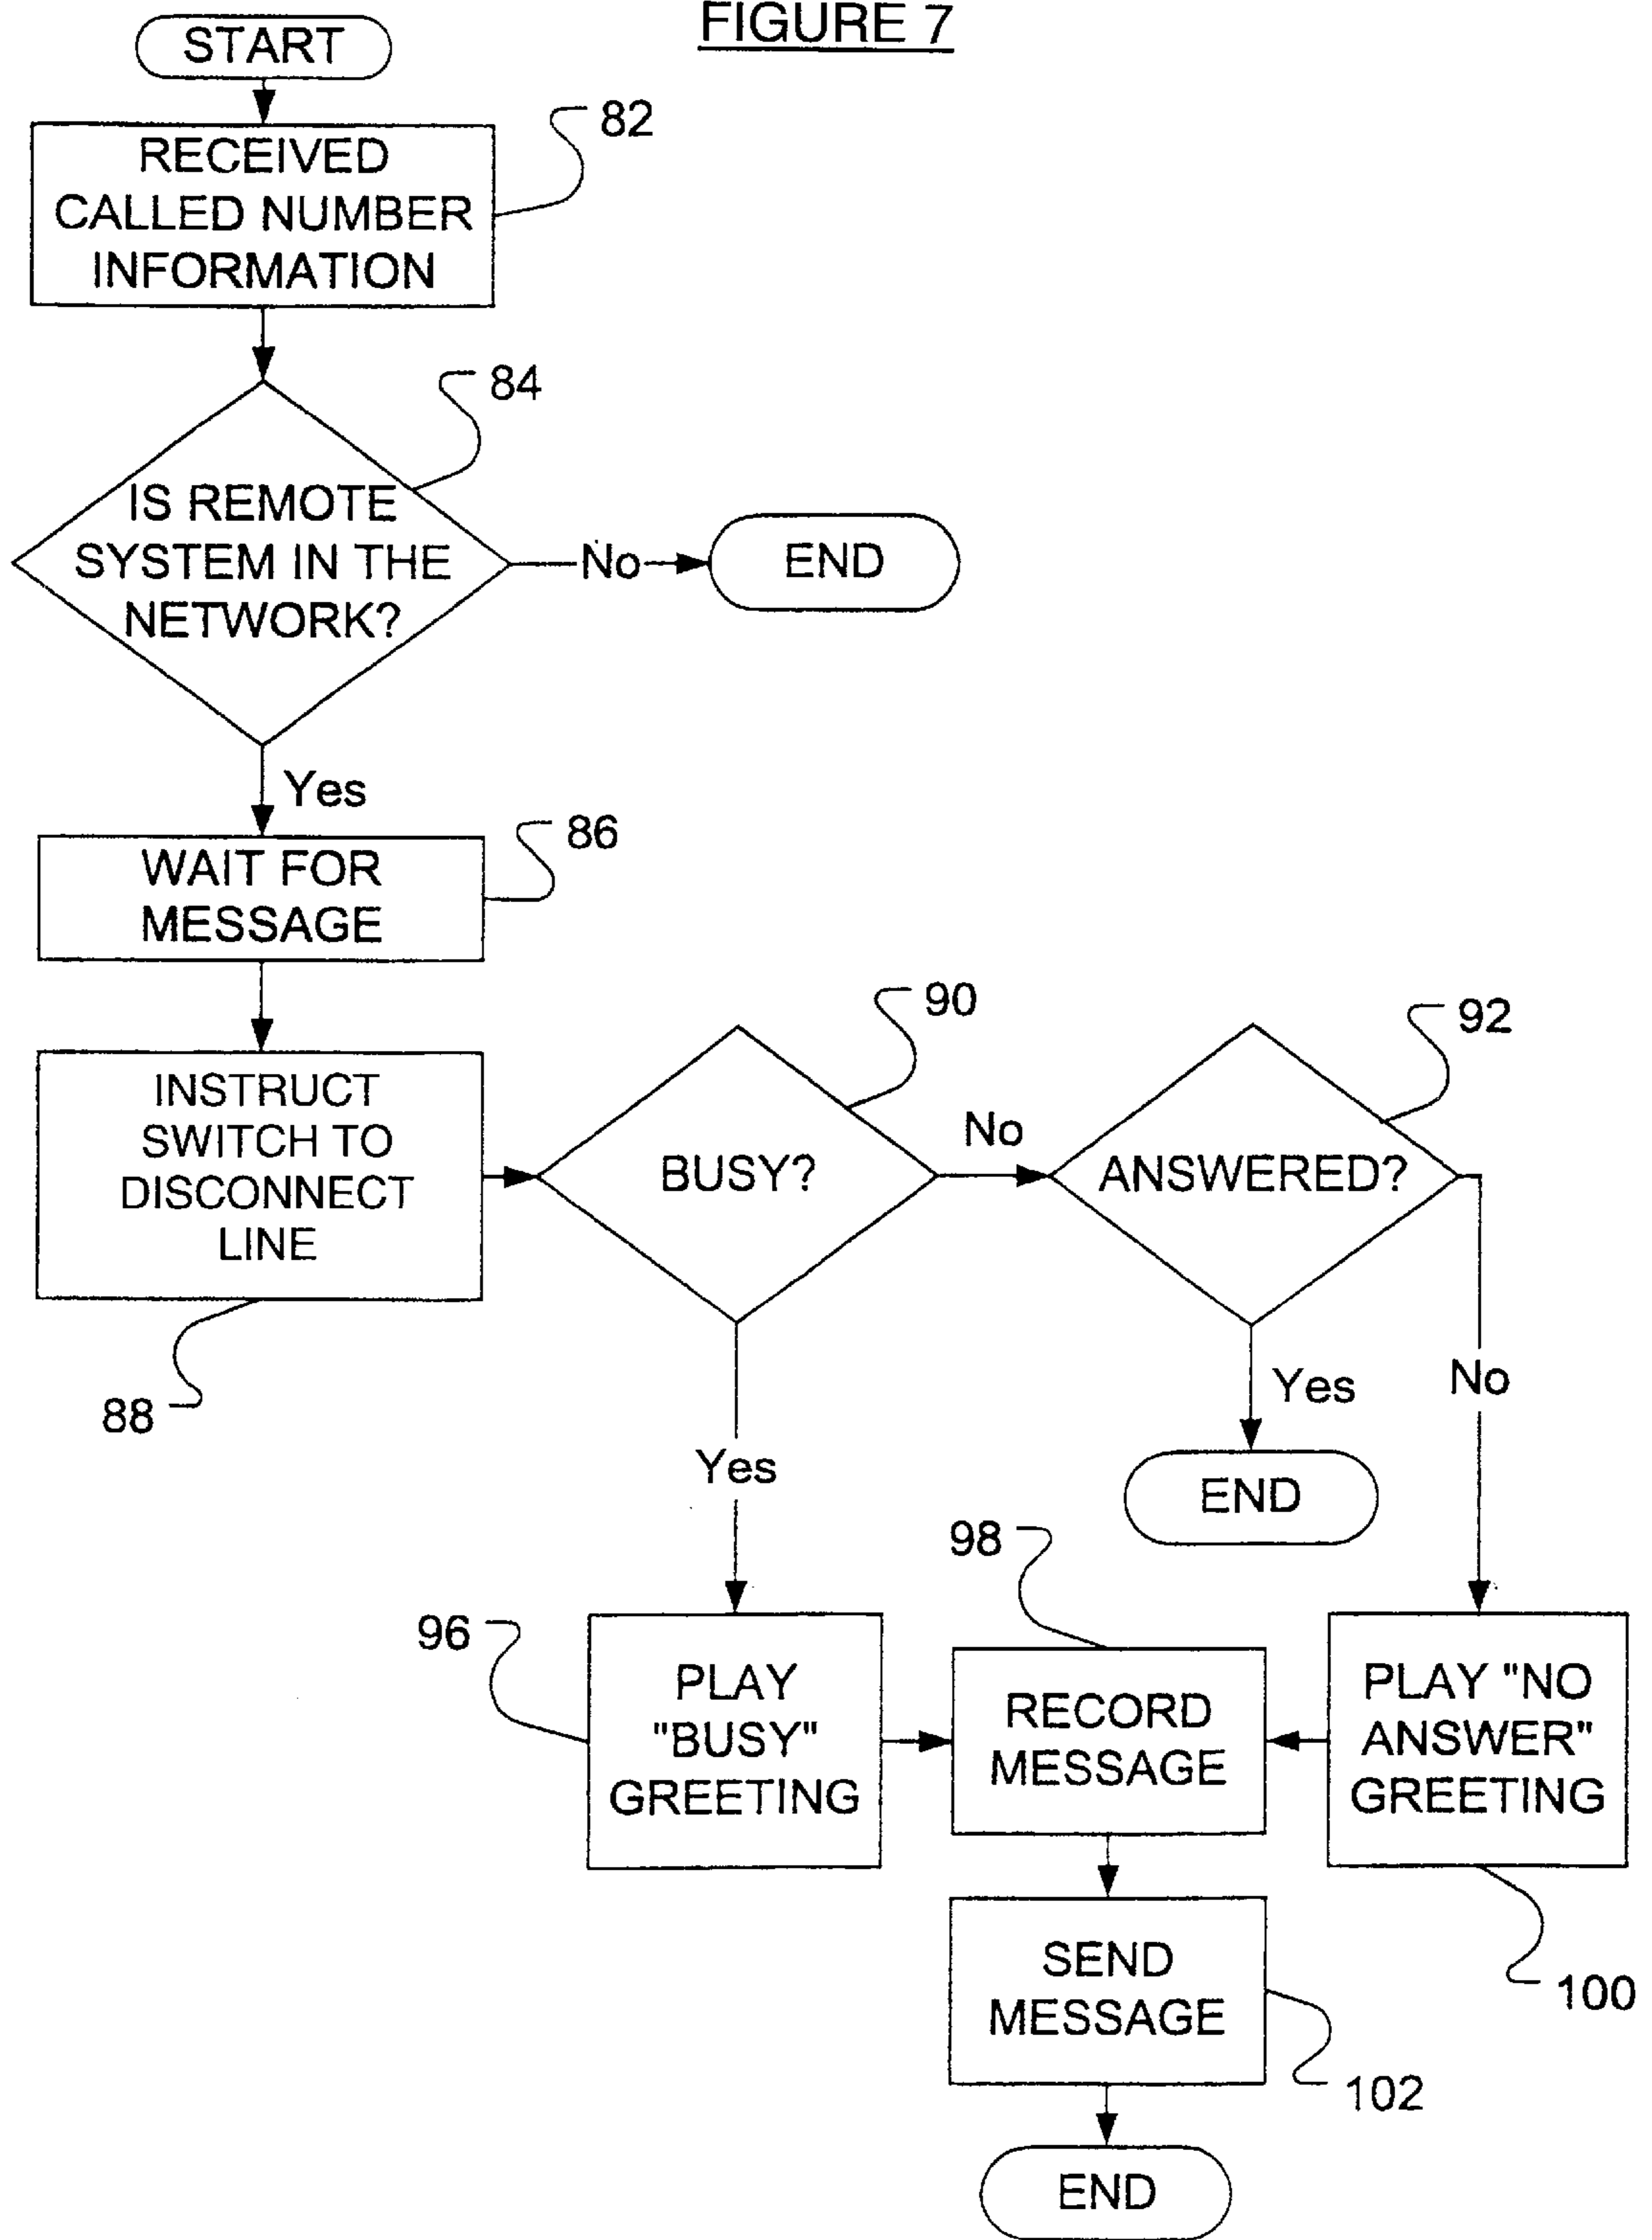 FIGURE 7
START
RECEIVED
CALLED NUMBER
INFORMATION
82
84
IS REMOTE
SYSTEM IN THE
NETWORK?
No
END
Yes
WAIT FOR
MESSAGE
86
INSTRUCT
SWITCH TO
DISCONNECT
LINE
88
90
BUSY?
No
92
ANSWERED?
Yes
No
END
Yes
96
PLAY
"BUSY"
GREETING
98
RECORD
MESSAGE
PLAY "NO
ANSWER"
GREETING
100
SEND
MESSAGE
102
END